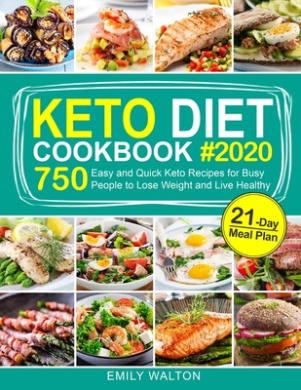 KETO DIET
COOKBOOK #2020
750 Easy and Quick Keto Recipes for Busy
People to Lose Weight and Live Healthy
21-Day
Meal Plan
EMILY WALTON